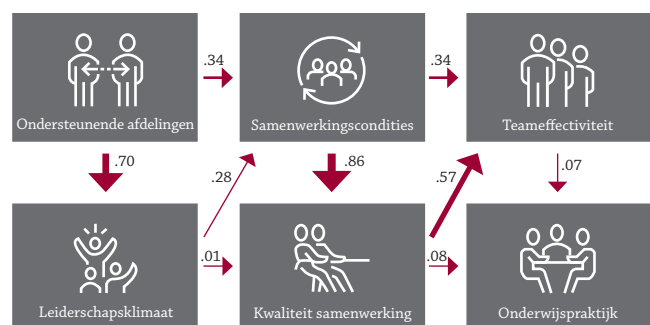 .34
.34
Ondersteunende afdelingen
Samenwerkingscondities
Teameffectiviteit
.70
.28
.86
.57
.07
.01
.08
Leiderschapsklimaat
Kwaliteit samenwerking
Onderwijspraktijk